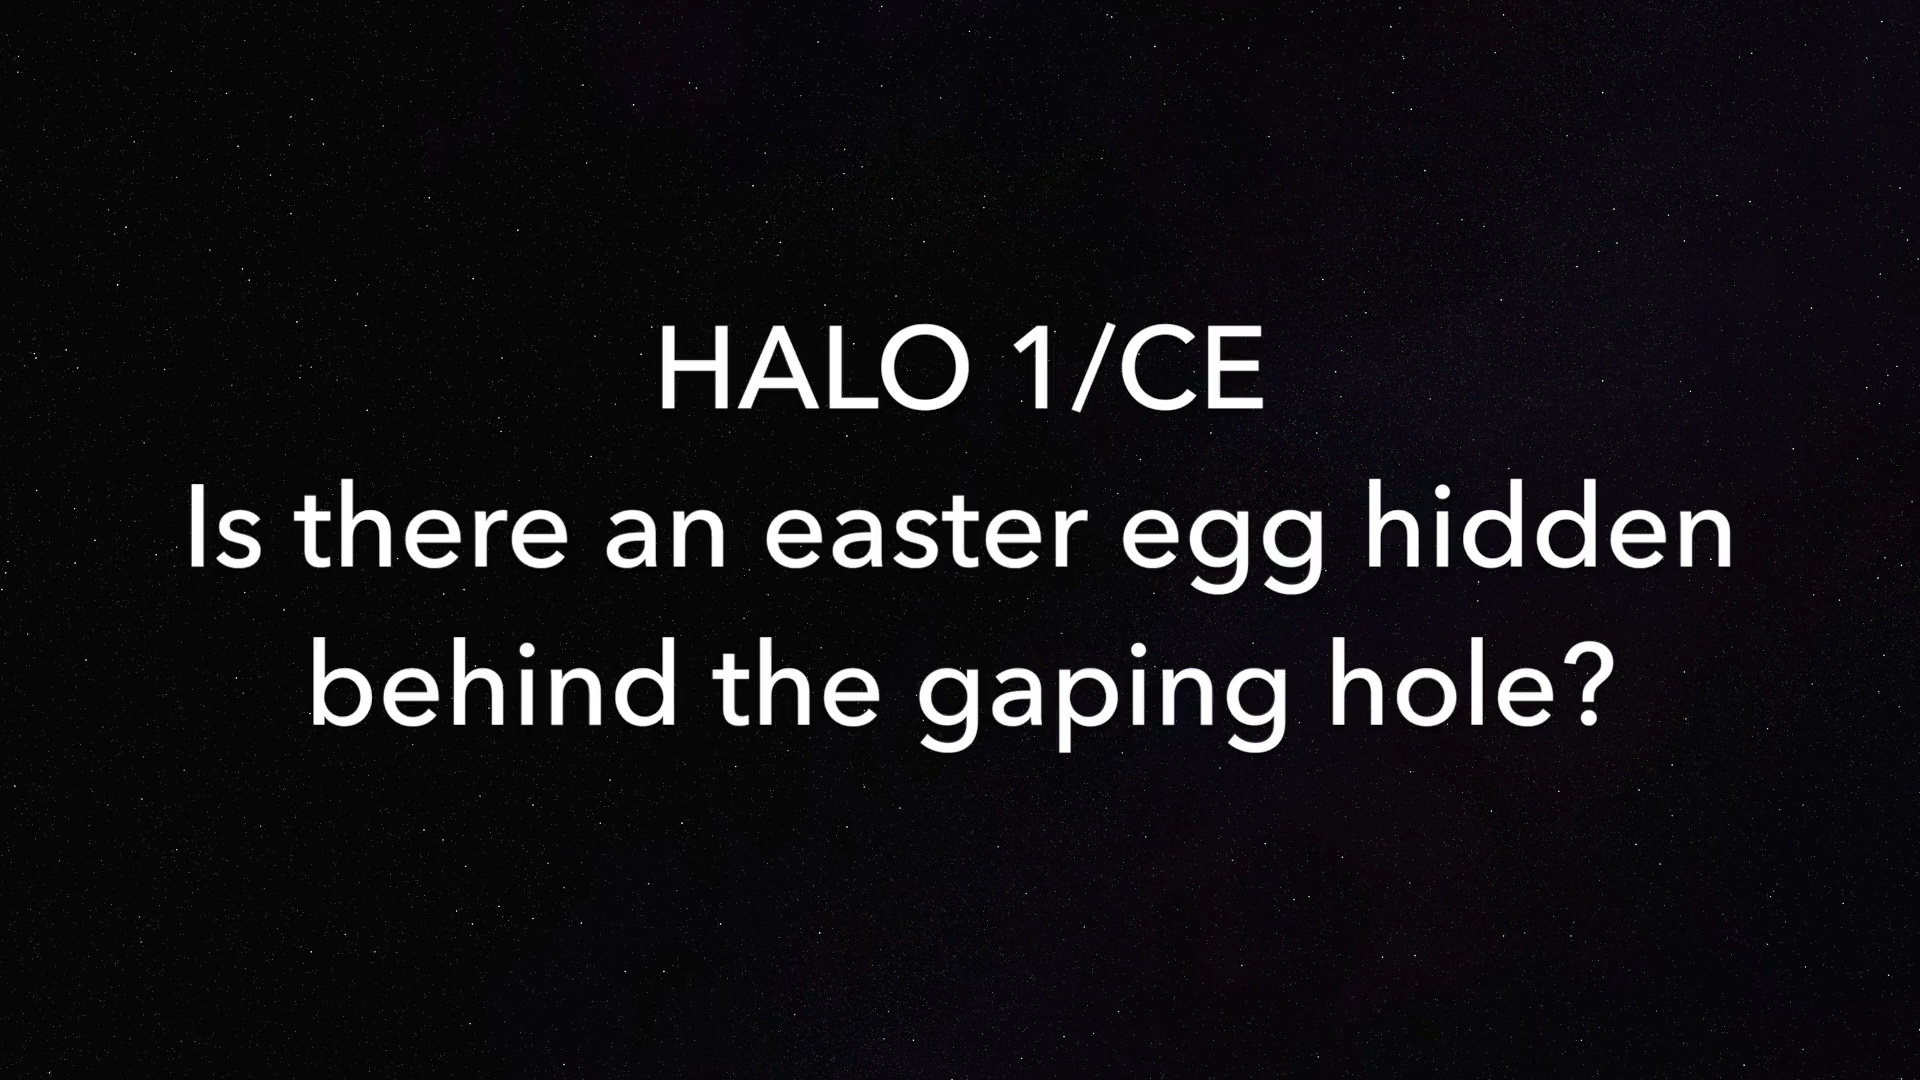 HALO 1/CE
Is there an easter egg hidden
behind the gaping hole?